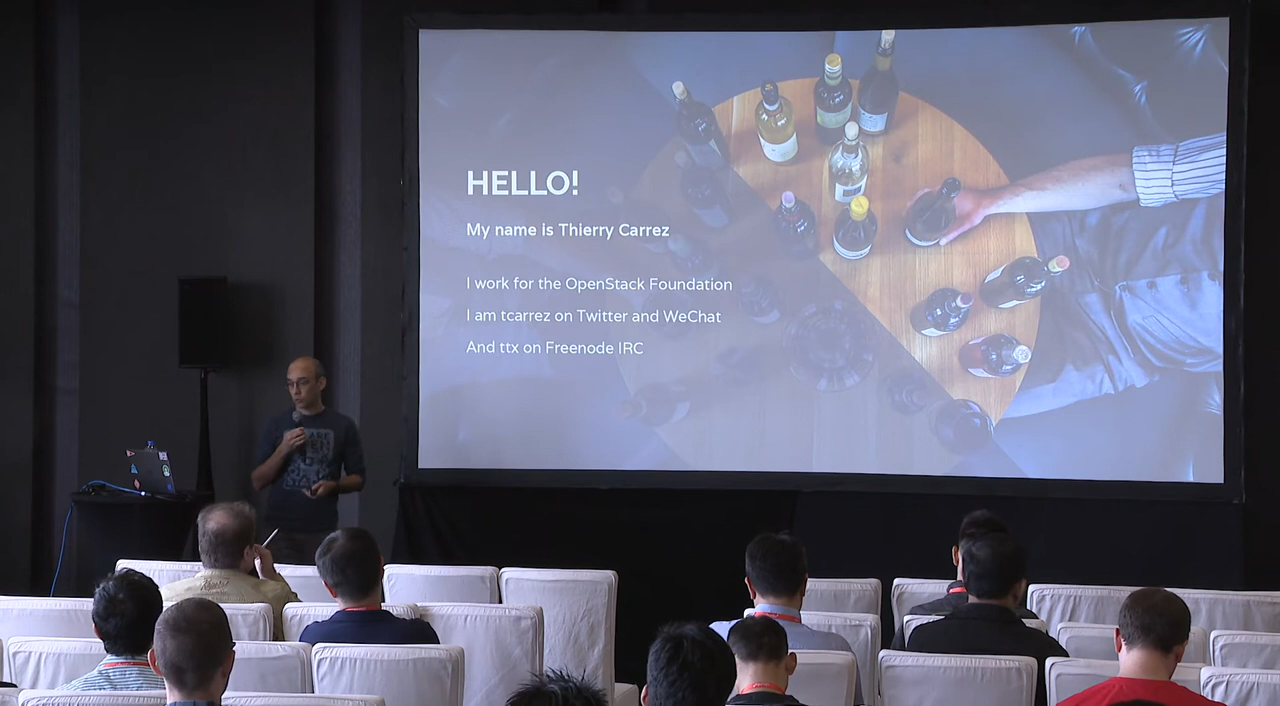 HELLO!
My name is Thierry Carrez
I work for the OpenStack Foundation
I am tcarrez on Twitter and WeChat
And ttx on Freenode IRC